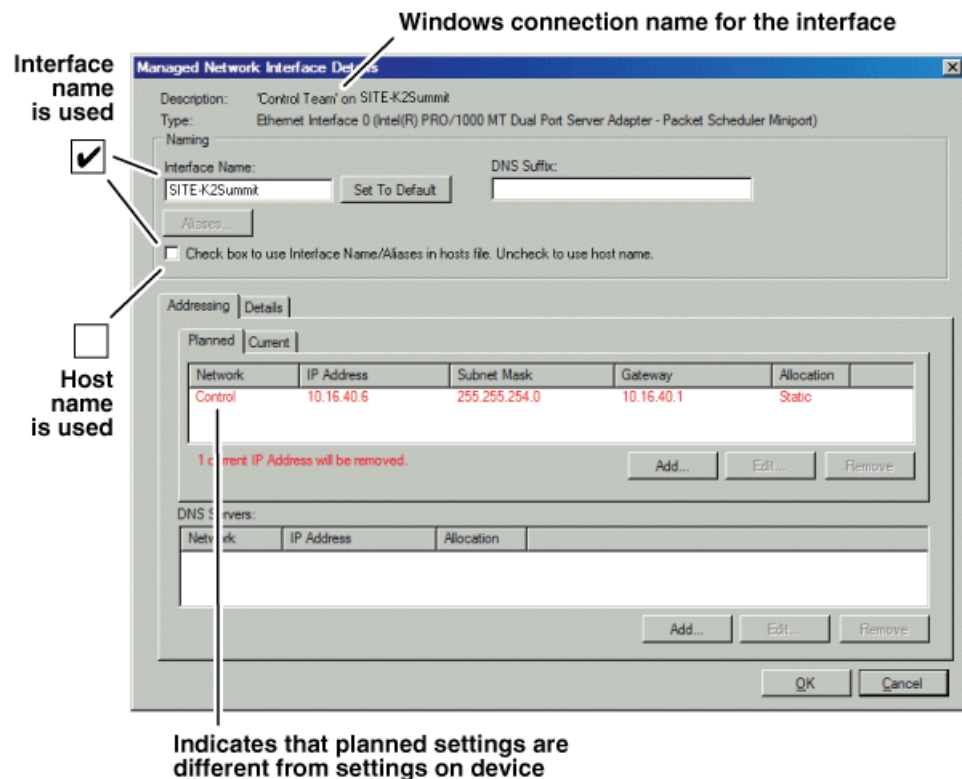 Windows connection name for the interface
Interface
name
is used
Managed Network Interface Details
Description: 'Control Team' on SITE-K2Summit
Type: Ethernet Interface 0 (Intel(R) PRO/1000 MT Dual Port Server Adapter - Packet Scheduler Miniport)
Naming
Interface Name:
DNS Suffix:
SITE-K2Summit
Set To Default
Aliases...
Check box to use Interface Name/Aliases in hosts file. Uncheck to use host name.
Host
name
is used
Addressing
Details
Planned
Current
Network IP Address Subnet Mask Gateway Allocation
Control 10.16.40.6 255.255.254.0 10.16.40.1 Static
1 current IP Address will be removed.
Add... Edit... Remove
DNS Servers:
Network IP Address Allocation
Add... Edit... Remove
OK Cancel
Indicates that planned settings are
different from settings on device